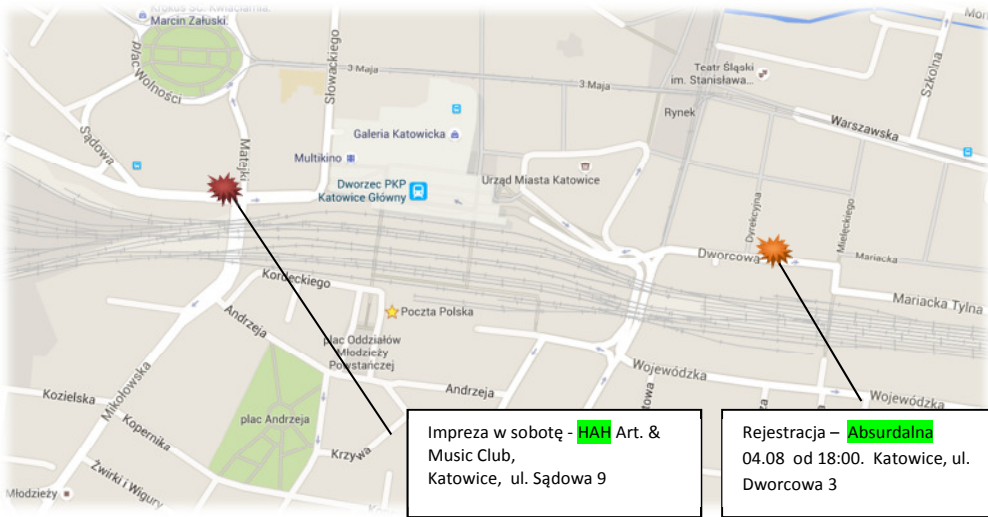 Krokus Sc. Kwiaciarnia.
Marcin Załuski.
plac Wolności
Słowackiego
3 Maja
3 Maja
Teatr Śląski
im. Stanisława...
Szkolna
Rynek
Warszawska
Sądowa
Matejki
Galeria Katowicka
Multikino
Dworzec PKP
Katowice Główny
Urząd Miasta Katowice
Dyrekcyjna
Mielęckiego
Dworcowa
Mariacka
Mariacka Tylna
Kordeckiego
Poczta Polska
Andrzeja
plac Oddziałów
Młodzieży
Powstańczej
Mikołowska
Wojewódzka
Wojewódzka
Kozielska
Kopernika
plac Andrzeja
Andrzeja
Krzywa
Żwirki i Wigury
Młodzieży
Impreza w sobotę - HAH Art. &
Music Club,
Katowice, ul. Sądowa 9
Rejestracja – Absurdalna
04.08 od 18:00. Katowice, ul.
Dworcowa 3